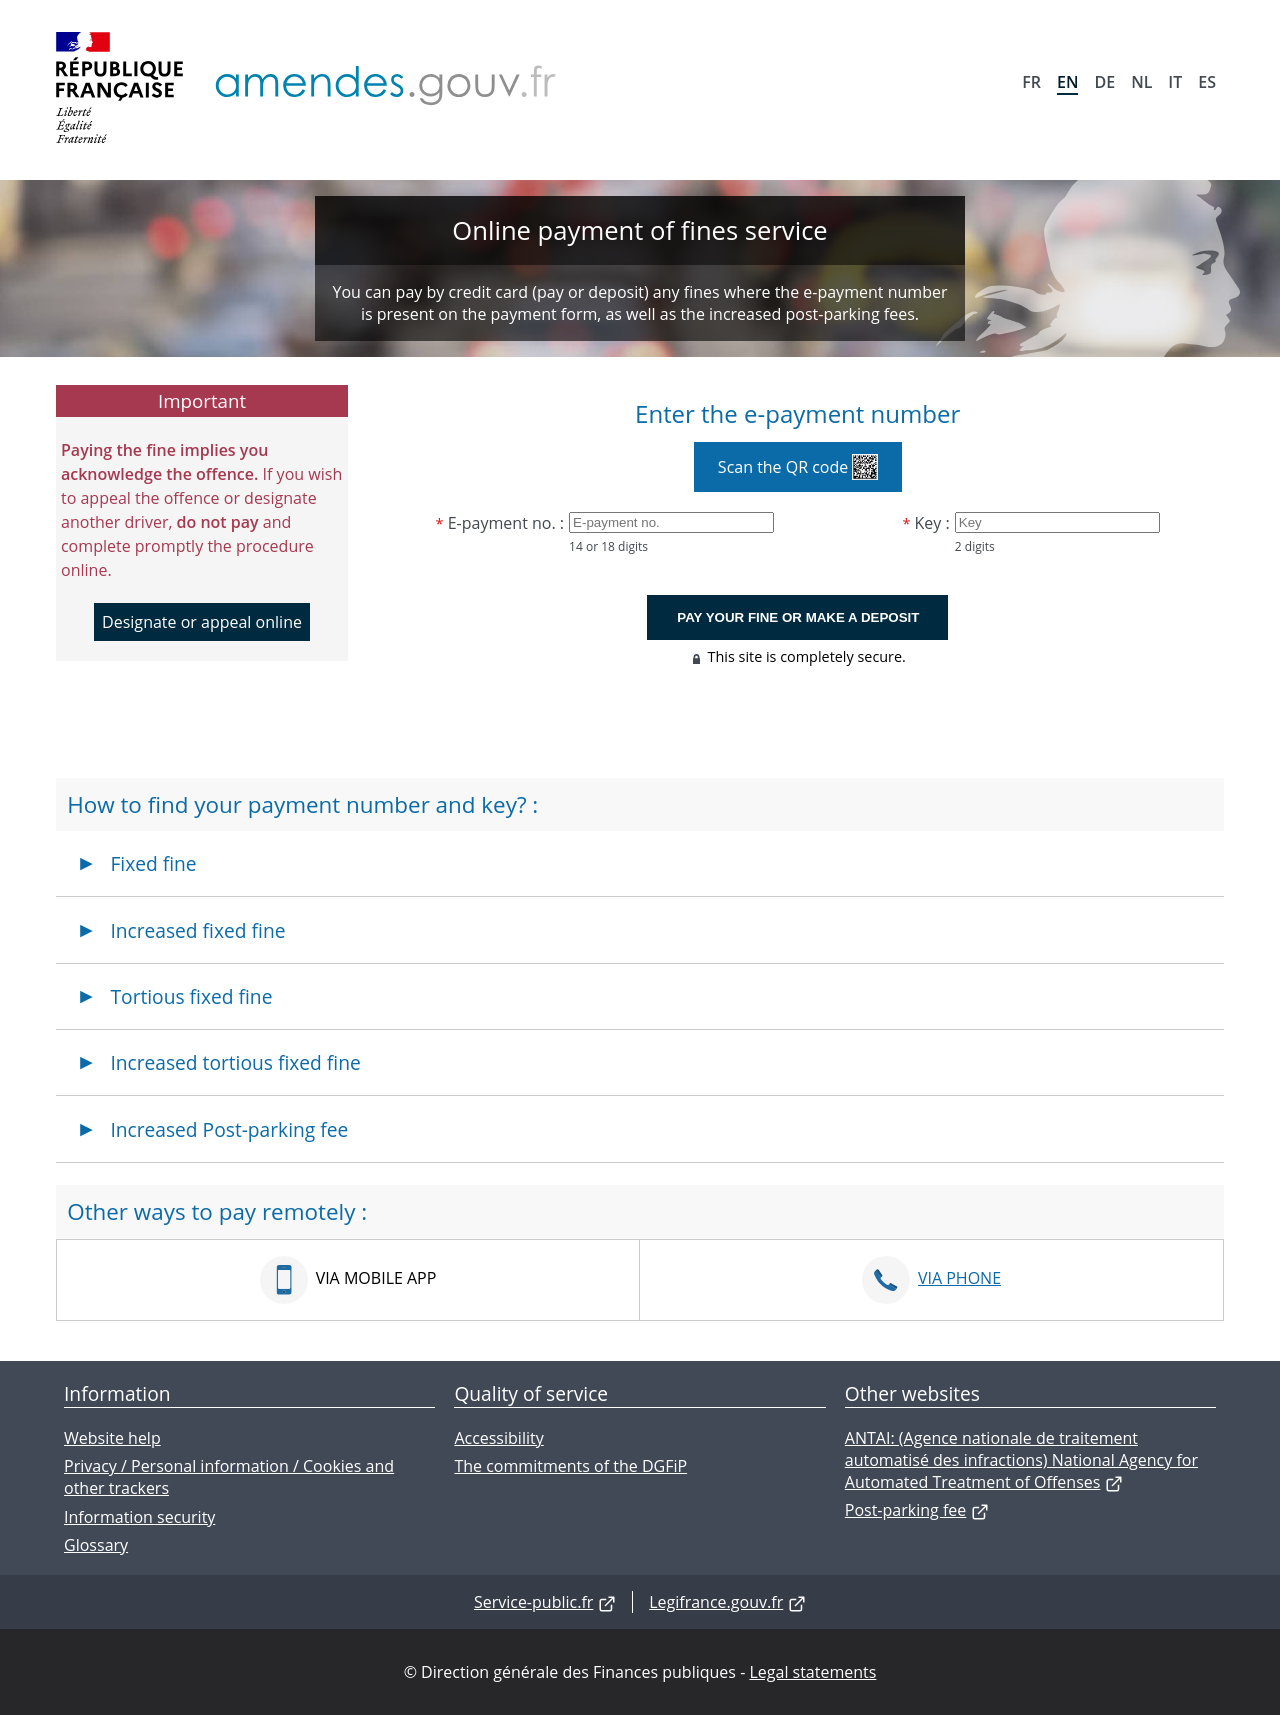 RÉPUBLIQUE
FRANÇAISE
Liberté
Égalité
Fraternité
amendes.gouv.fr
FR EN DE NL IT ES
Online payment of fines service
You can pay by credit card (pay or deposit) any fines where the e-payment number
is present on the payment form, as well as the increased post-parking fees.
Important
Paying the fine implies you
acknowledge the offence. If you wish
to appeal the offence or designate
another driver, do not pay and
complete promptly the procedure
online.
Designate or appeal online
Enter the e-payment number
Scan the QR code
* E-payment no. : E-payment no.
14 or 18 digits
* Key : Key
2 digits
PAY YOUR FINE OR MAKE A DEPOSIT
This site is completely secure.
How to find your payment number and key? :
Fixed fine
Increased fixed fine
Tortious fixed fine
Increased tortious fixed fine
Increased Post-parking fee
Other ways to pay remotely :
VIA MOBILE APP
VIA PHONE
Information
Website help
Privacy / Personal information / Cookies and
other trackers
Information security
Glossary
Quality of service
Accessibility
The commitments of the DGFiP
Other websites
ANTAI: (Agence nationale de traitement
automatisé des infractions) National Agency for
Automated Treatment of Offenses
Post-parking fee
Service-public.fr
Legifrance.gouv.fr
© Direction générale des Finances publiques - Legal statements